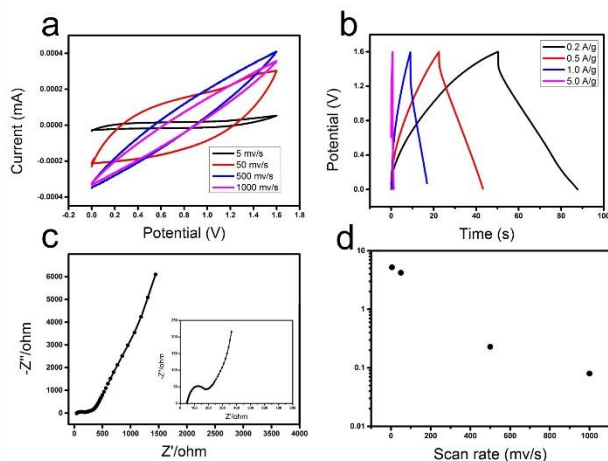 a
Current (mA)
0.0004
0.0002
0.0000
-0.0002
-0.0004
5 mv/s
50 mv/s
500 mv/s
1000 mv/s
-0.2 0.0 0.2 0.4 0.6 0.8 1.0 1.2 1.4 1.6 1.8
Potential (V)
b
Potential (V)
1.6
1.2
0.8
0.4
0.0
0.2 A/g
0.5 A/g
1.0 A/g
5.0 A/g
0 20 40 60 80 100
Time (s)
c
-Z''/ohm
6000
5000
4000
3000
2000
1000
0
-Z''/ohm
Z'/ohm
0 500 1000 1500 2000 2500 3000 3500 4000
Z'/ohm
d
10
1
0.1
0.01
0 200 400 600 800 1000
Scan rate (mv/s)